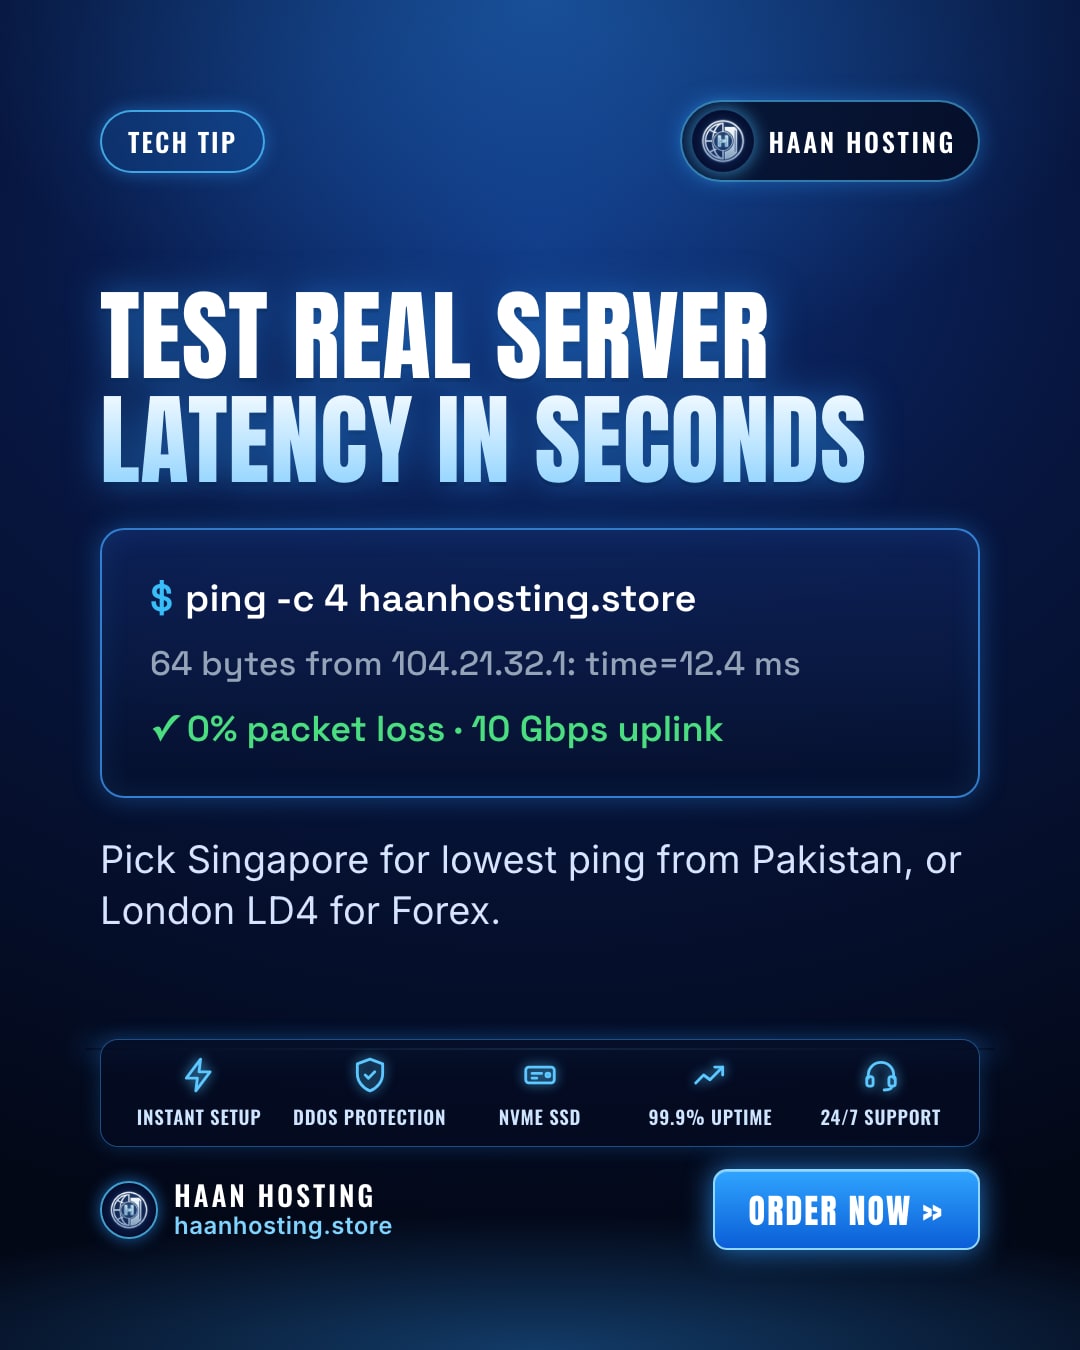 TECH TIP
HAAN HOSTING
TEST REAL SERVER
LATENCY IN SECONDS
$ ping -c 4 haanhosting.store
64 bytes from 104.21.32.1: time=12.4 ms
✓ 0% packet loss · 10 Gbps uplink
Pick Singapore for lowest ping from Pakistan, or
London LD4 for Forex.
INSTANT SETUP DDOS PROTECTION NVME SSD 99.9% UPTIME 24/7 SUPPORT
HAAN HOSTING
haanhosting.store
ORDER NOW »